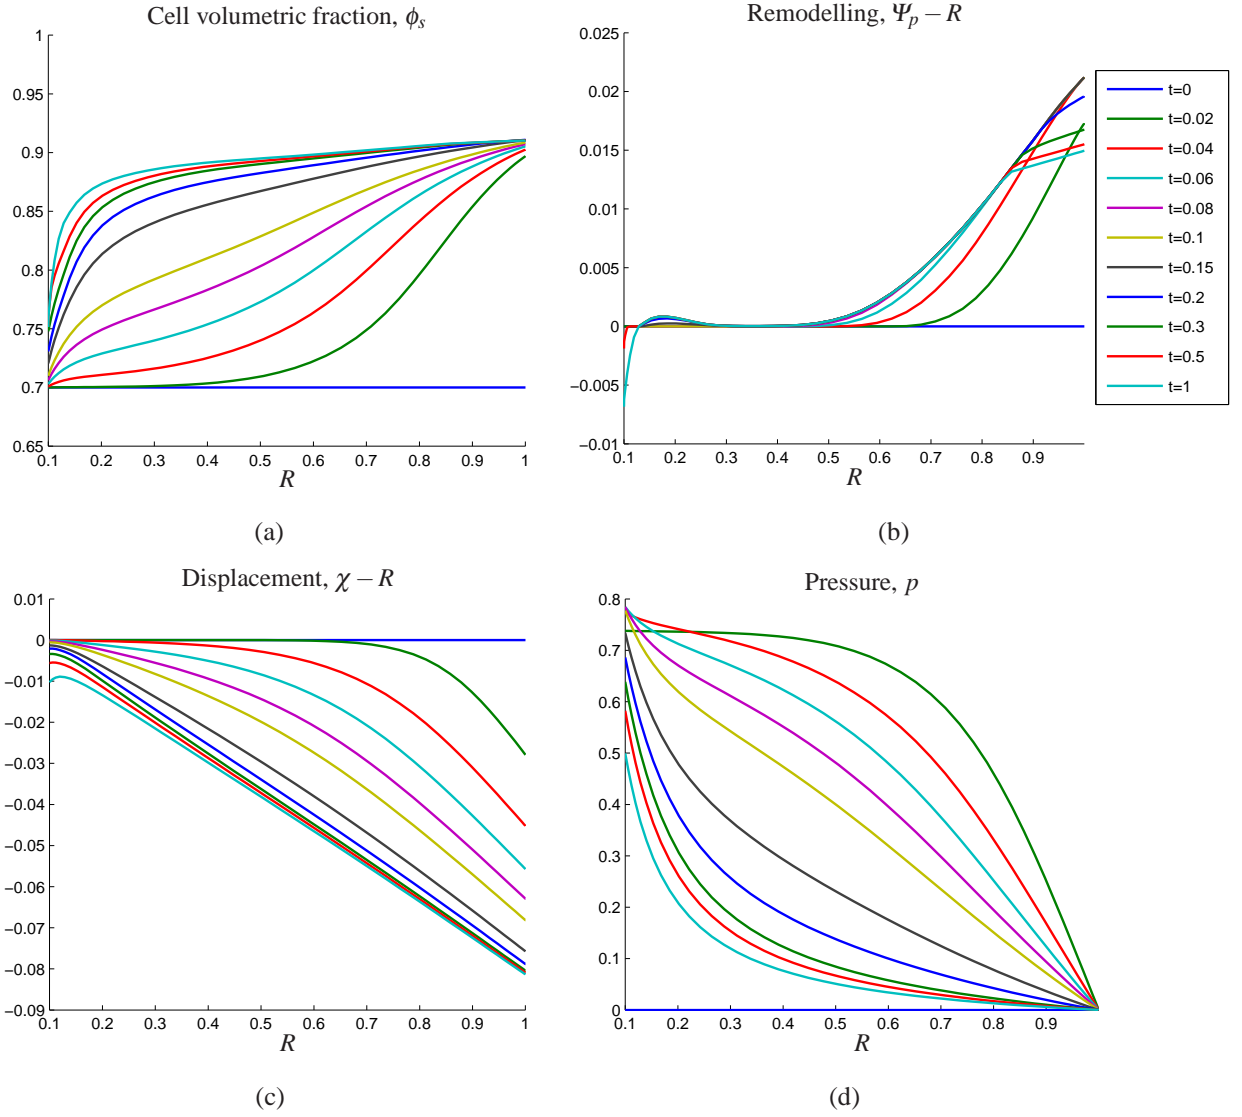 Cell volumetric fraction, ϕs
1
0.95
0.9
0.85
0.8
0.75
0.7
0.65
0.1 0.2 0.3 0.4 0.5 0.6 0.7 0.8 0.9 1
R
(a)
Remodelling, Ψp − R
0.025
0.02
0.015
0.01
0.005
0
−0.005
−0.01
0.1 0.2 0.3 0.4 0.5 0.6 0.7 0.8 0.9
R
(b)
t=0
t=0.02
t=0.04
t=0.06
t=0.08
t=0.1
t=0.15
t=0.2
t=0.3
t=0.5
t=1
Displacement, χ − R
0.01
0
−0.01
−0.02
−0.03
−0.04
−0.05
−0.06
−0.07
−0.08
−0.09
0.1 0.2 0.3 0.4 0.5 0.6 0.7 0.8 0.9 1
R
(c)
Pressure, p
0.8
0.7
0.6
0.5
0.4
0.3
0.2
0.1
0
0.1 0.2 0.3 0.4 0.5 0.6 0.7 0.8 0.9
R
(d)